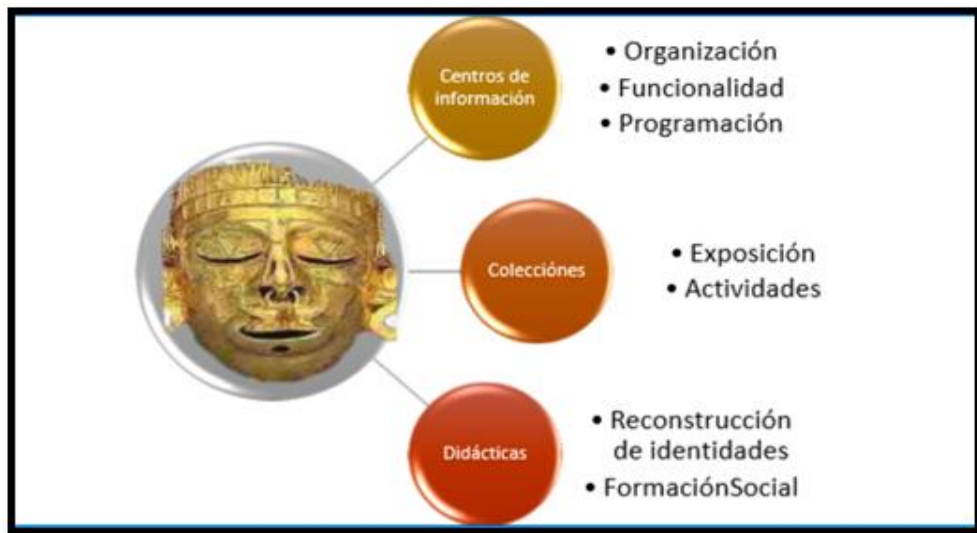 Centros de
información
• Organización
• Funcionalidad
• Programación
Colecciónes
• Exposición
• Actividades
Didácticas
• Reconstrucción
de identidades
• FormaciónSocial